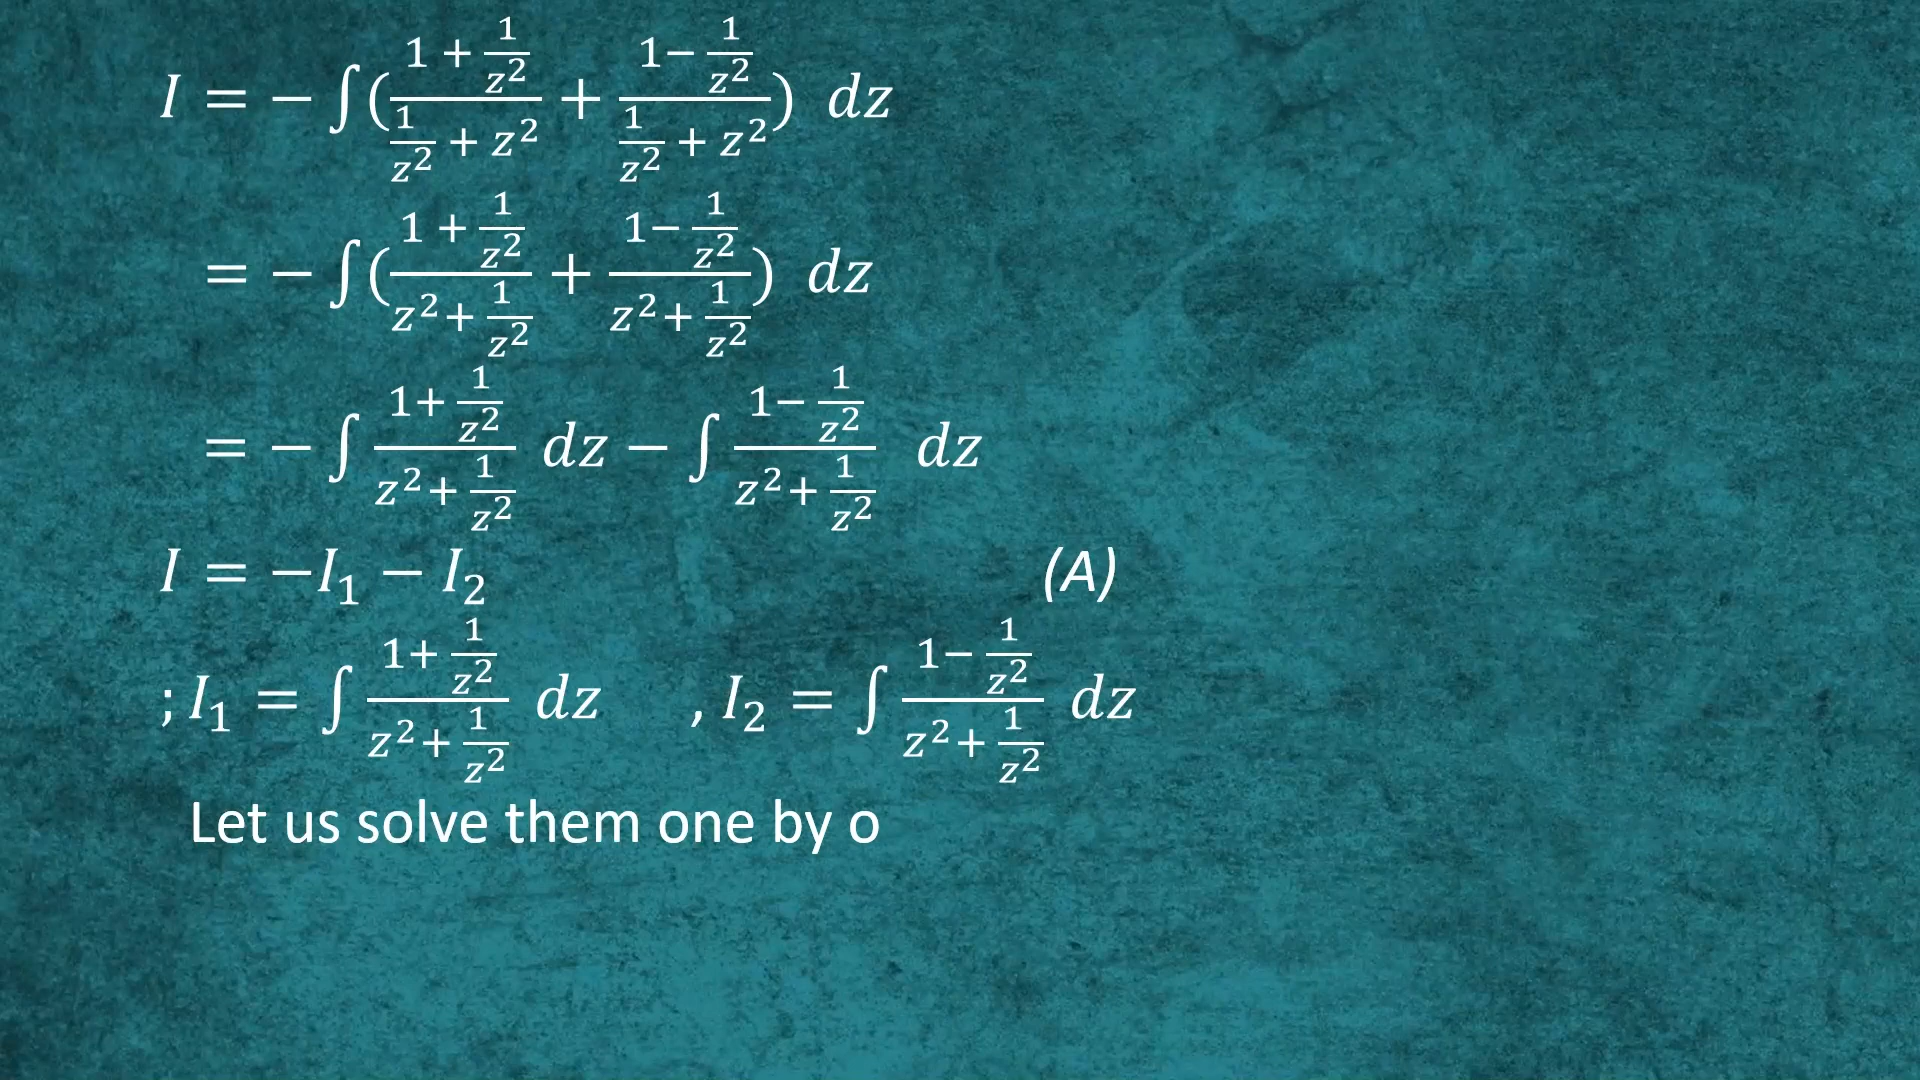 I = − ∫ ( (1 + 1/z²)/(1/z² + z²) + (1− 1/z²)/(1/z² + z²) ) dz
= − ∫ ( (1 + 1/z²)/(z²+ 1/z²) + (1− 1/z²)/(z²+ 1/z²) ) dz
= − ∫ (1+ 1/z²)/(z²+ 1/z²) dz − ∫ (1− 1/z²)/(z²+ 1/z²) dz
I = −I₁ − I₂ (A)
; I₁ = ∫ (1+ 1/z²)/(z²+ 1/z²) dz , I₂ = ∫ (1− 1/z²)/(z²+ 1/z²) dz
Let us solve them one by o